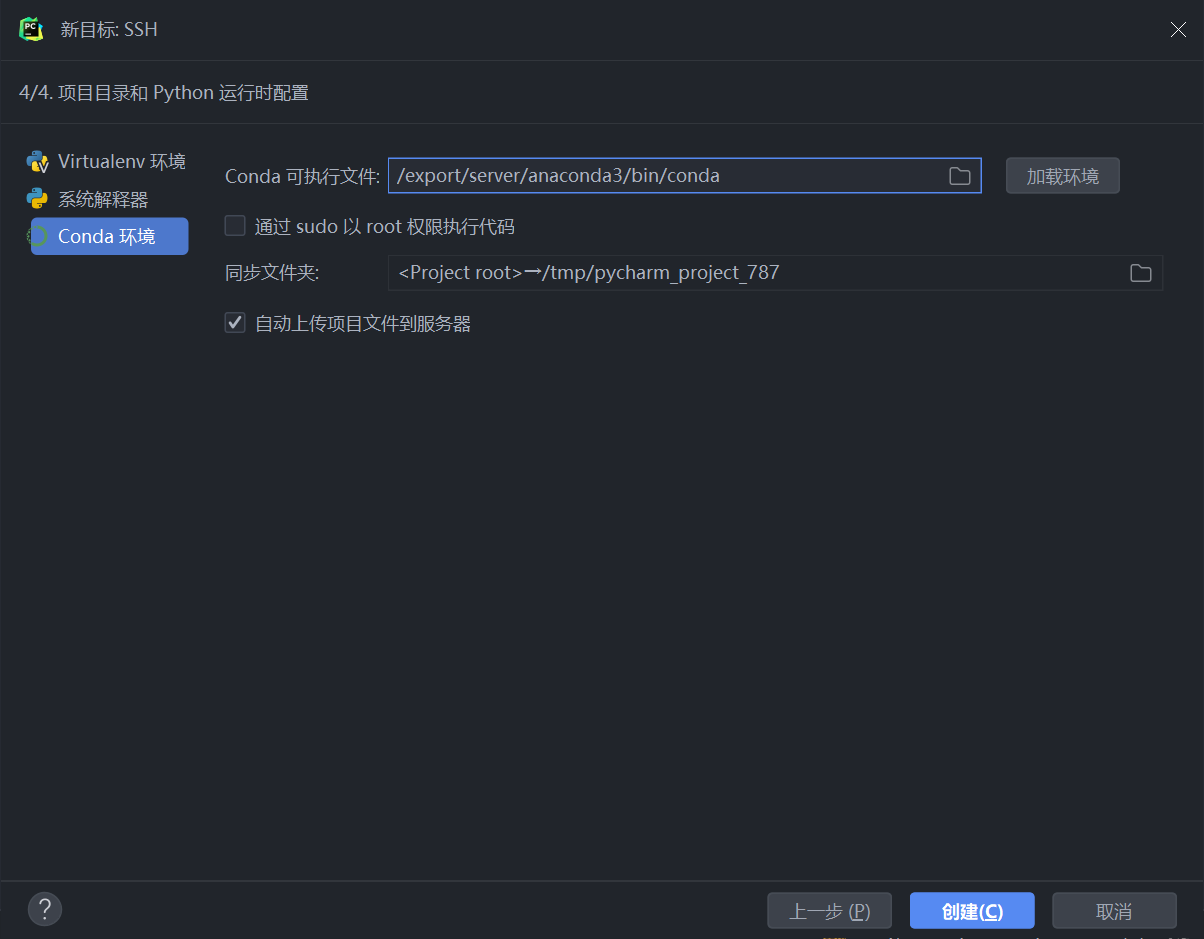 新目标: SSH
4/4. 项目目录和 Python 运行时配置
Virtualenv 环境
系统解释器
Conda 环境
Conda 可执行文件: /export/server/anaconda3/bin/conda 加载环境
通过 sudo 以 root 权限执行代码
同步文件夹: <Project root>→/tmp/pycharm_project_787
自动上传项目文件到服务器
? 上一步 (P) 创建(C) 取消